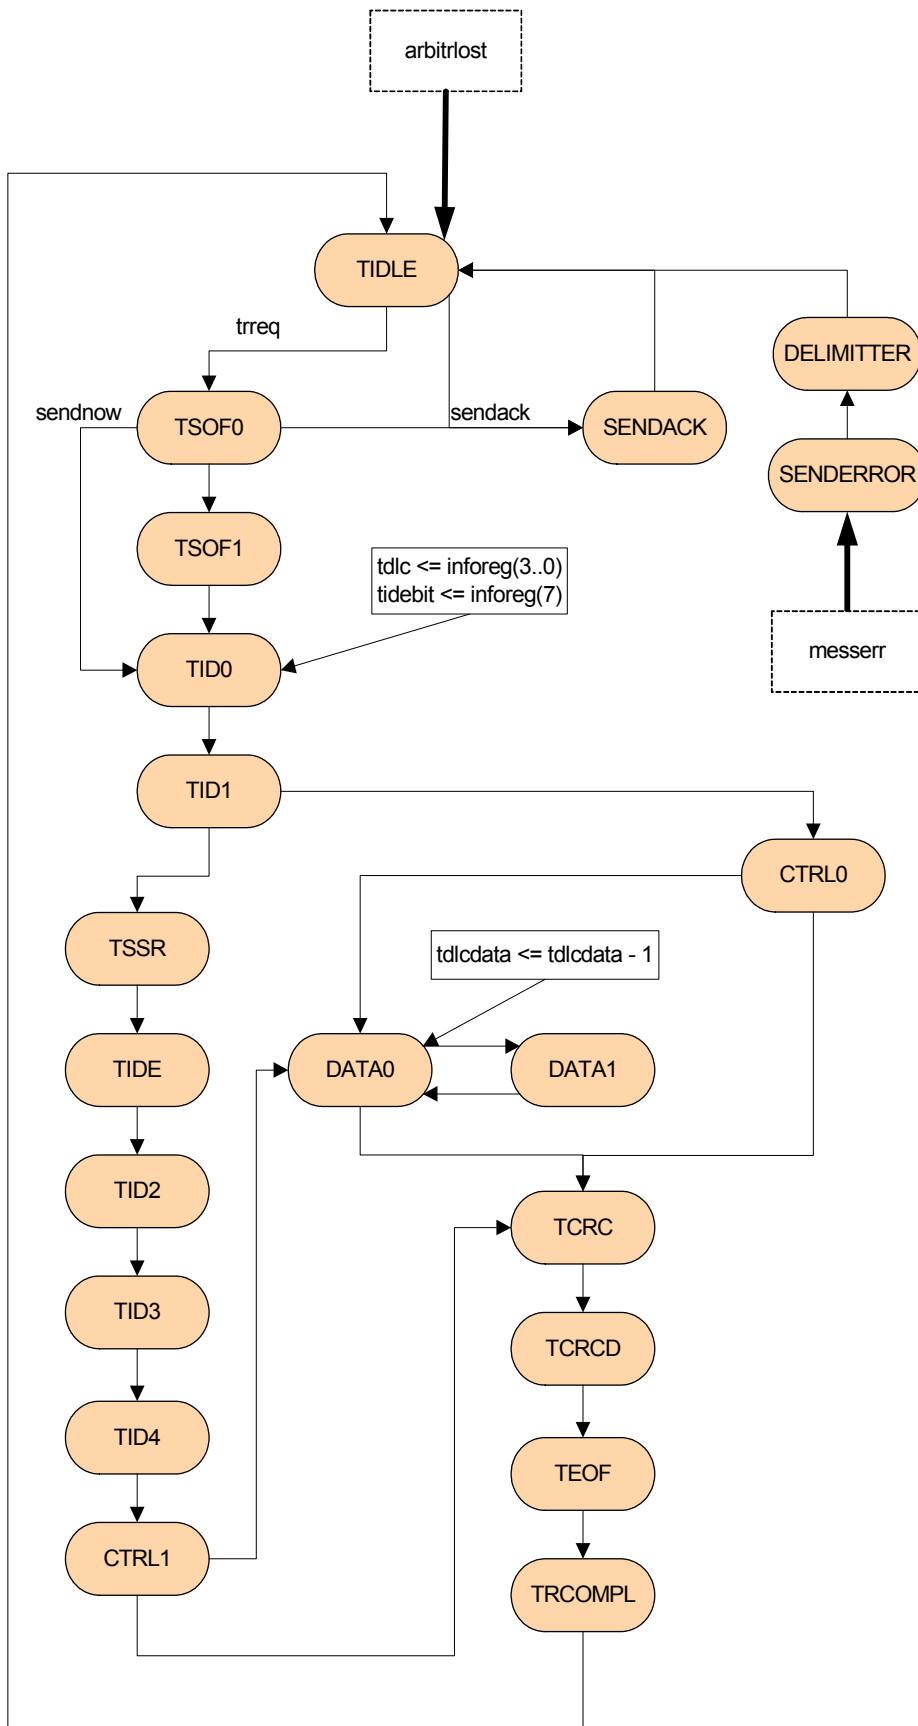 arbitrlost
TIDLE
trreq
DELIMITTER
sendnow
TSOF0
sendack
SENDACK
SENDERROR
TSOF1
tdlc <= inforeg(3..0)
tidebit <= inforeg(7)
TID0
messerr
TID1
CTRL0
TSSR
tdlcdata <= tdlcdata - 1
TIDE
DATA0
DATA1
TID2
TCRC
TID3
TCRCD
TID4
TEOF
CTRL1
TRCOMPL